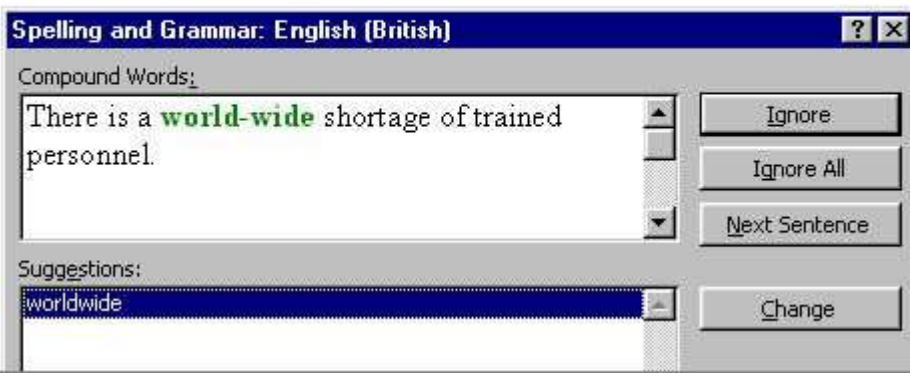 Spelling and Grammar: English (British)
Compound Words:
There is a world-wide shortage of trained
personnel.
Ignore
Ignore All
Next Sentence
Suggestions:
worldwide
Change